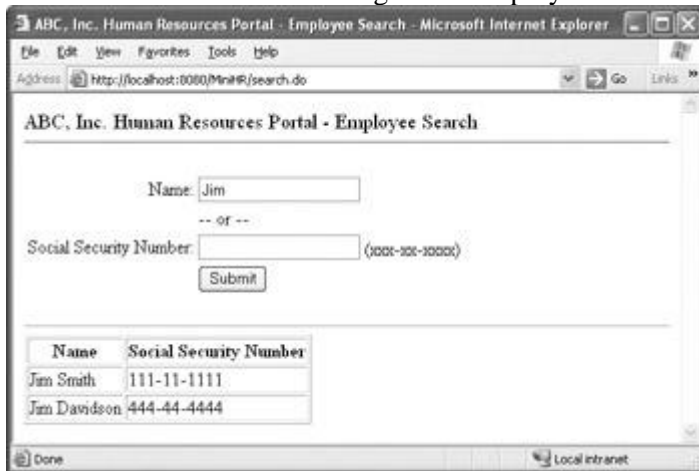 ABC, Inc. Human Resources Portal - Employee Search - Microsoft Internet Explorer
File Edit View Favorites Tools Help
Address http://localhost:8080/MiniHR/search.do Go Links »
ABC, Inc. Human Resources Portal - Employee Search
Name: Jim
-- or --
Social Security Number: (xxx-xx-xxxx)
Submit
Name Social Security Number
Jim Smith 111-11-1111
Jim Davidson 444-44-4444
Done Local intranet